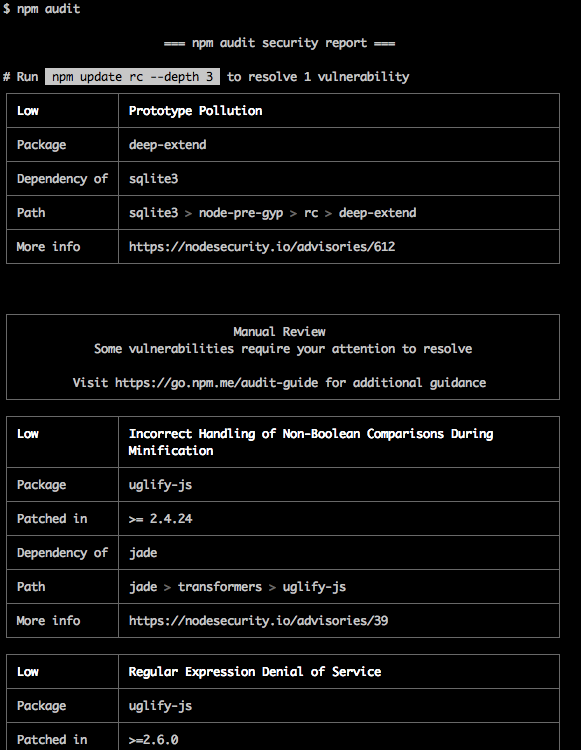 $ npm audit
=== npm audit security report ===
# Run npm update rc --depth 3 to resolve 1 vulnerability
Low Prototype Pollution
Package deep-extend
Dependency of sqlite3
Path sqlite3 > node-pre-gyp > rc > deep-extend
More info https://nodesecurity.io/advisories/612
Manual Review
Some vulnerabilities require your attention to resolve
Visit https://go.npm.me/audit-guide for additional guidance
Low Incorrect Handling of Non-Boolean Comparisons During
Minification
Package uglify-js
Patched in >= 2.4.24
Dependency of jade
Path jade > transformers > uglify-js
More info https://nodesecurity.io/advisories/39
Low Regular Expression Denial of Service
Package uglify-js
Patched in >=2.6.0